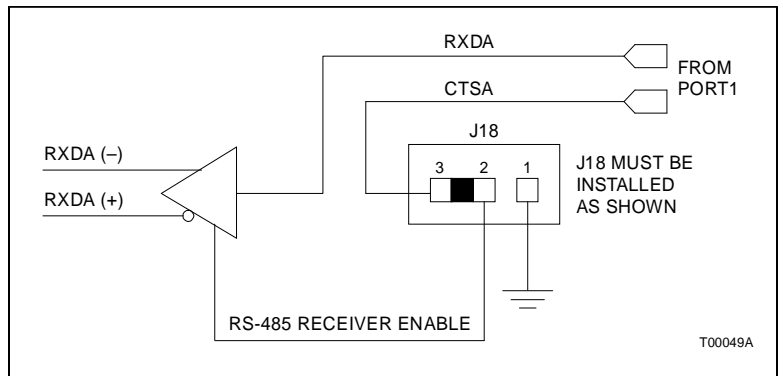 RXDA
FROM
PORT1
CTSA
J18
3 2 1
J18 MUST BE
INSTALLED
AS SHOWN
RXDA (–)
RXDA (+)
RS-485 RECEIVER ENABLE
T00049A